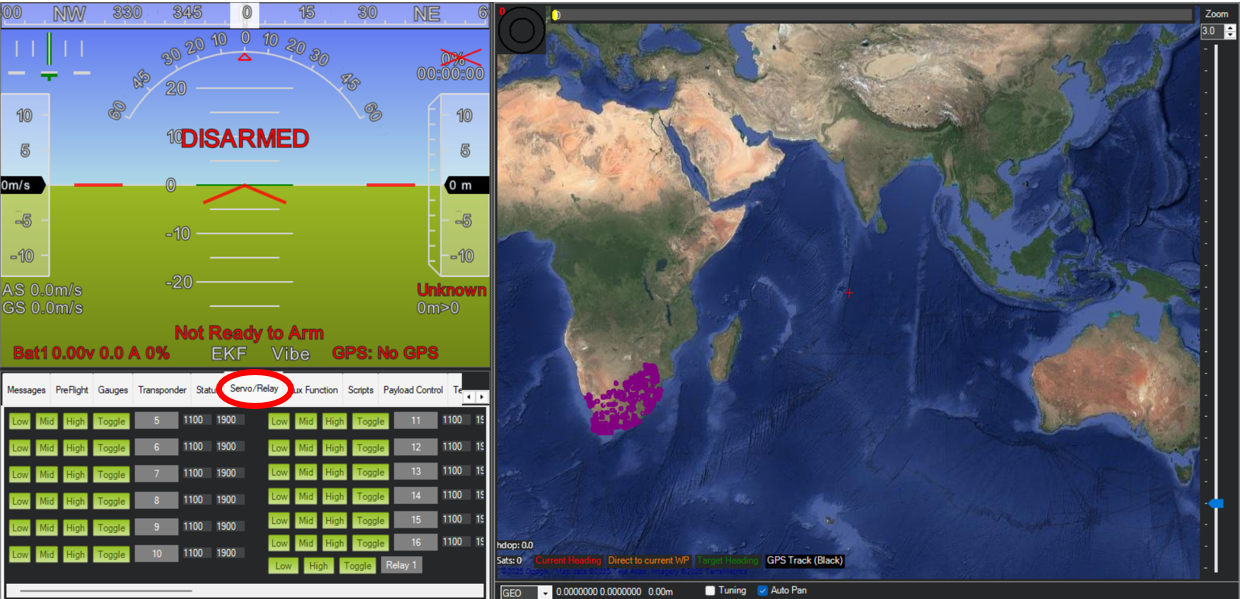 00 NW 330 345 0 15 30 NE 6
60 45 30 20 10 0 10 20 30 45 60
0%
00:00:00
20
10
DISARMED
0
-10
-20
10
5
0m/s
-5
-10
10
5
0 m
-5
-10
AS 0.0m/s
GS 0.0m/s
Unknown
0m>0
Not Ready to Arm
Bat1 0.00v 0.0 A 0% EKF Vibe GPS: No GPS
Messages PreFlight Gauges Transponder Statu Servo/Relay ux Function Scripts Payload Control Te
Low Mid High Toggle 5 1100 1900 Low Mid High Toggle 11 1100 19
Low Mid High Toggle 6 1100 1900 Low Mid High Toggle 12 1100 19
Low Mid High Toggle 7 1100 1900 Low Mid High Toggle 13 1100 19
Low Mid High Toggle 8 1100 1900 Low Mid High Toggle 14 1100 19
Low Mid High Toggle 9 1100 1900 Low Mid High Toggle 15 1100 19
Low Mid High Toggle 10 1100 1900 Low Mid High Toggle 16 1100 19
Low High Toggle Relay 1
0
Zoom
3.0
hdop: 0.0
Sats: 0 Current Heading Direct to current WP Target Heading GPS Track (Black)
GEO 0.0000000 0.0000000 0.00m Tuning Auto Pan